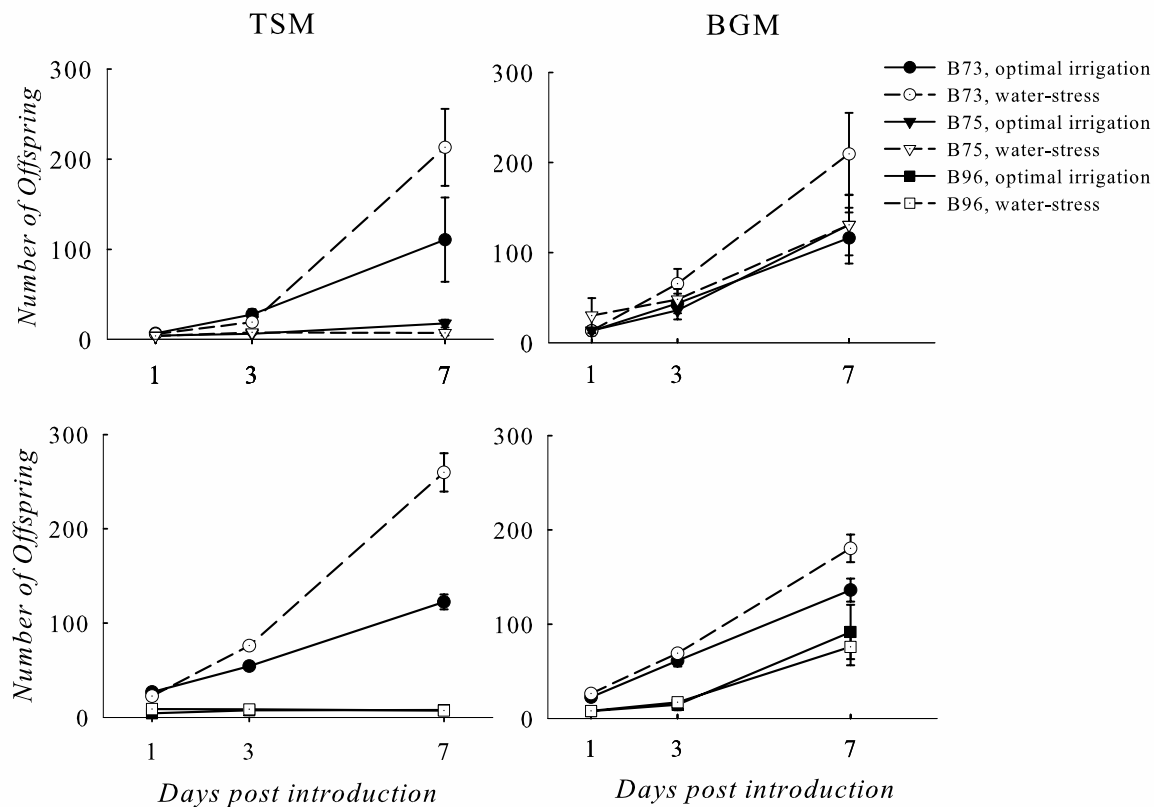 TSM
BGM
Number of Offspring
300
200
100
0
1 3 7
300
200
100
0
1 3 7
B73, optimal irrigation
B73, water-stress
B75, optimal irrigation
B75, water-stress
B96, optimal irrigation
B96, water-stress
Number of Offspring
300
200
100
0
1 3 7
Days post introduction
300
200
100
0
1 3 7
Days post introduction